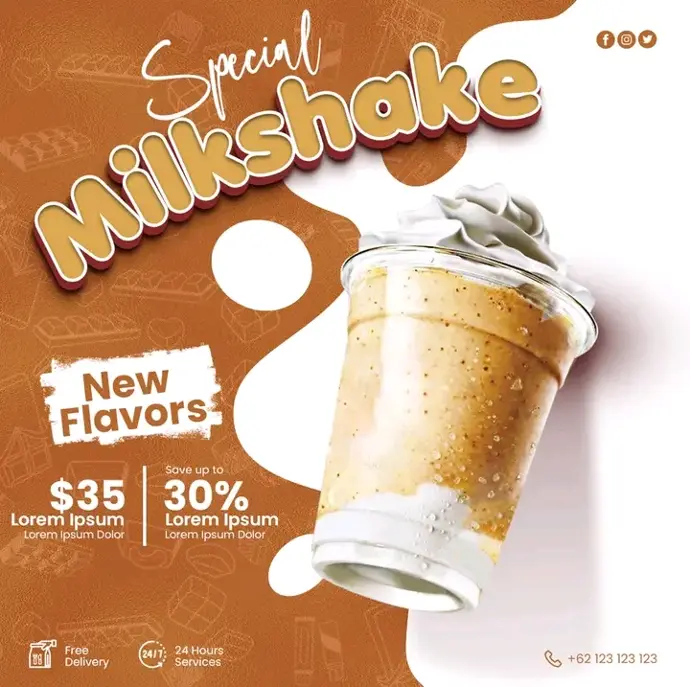 Special
Milkshake
New
Flavors
$35
Lorem Ipsum
Lorem Ipsum Dolor
Save up to
30%
Lorem Ipsum
Lorem Ipsum Dolor
Free
Delivery
24/7
24 Hours
Services
+62 123 123 123